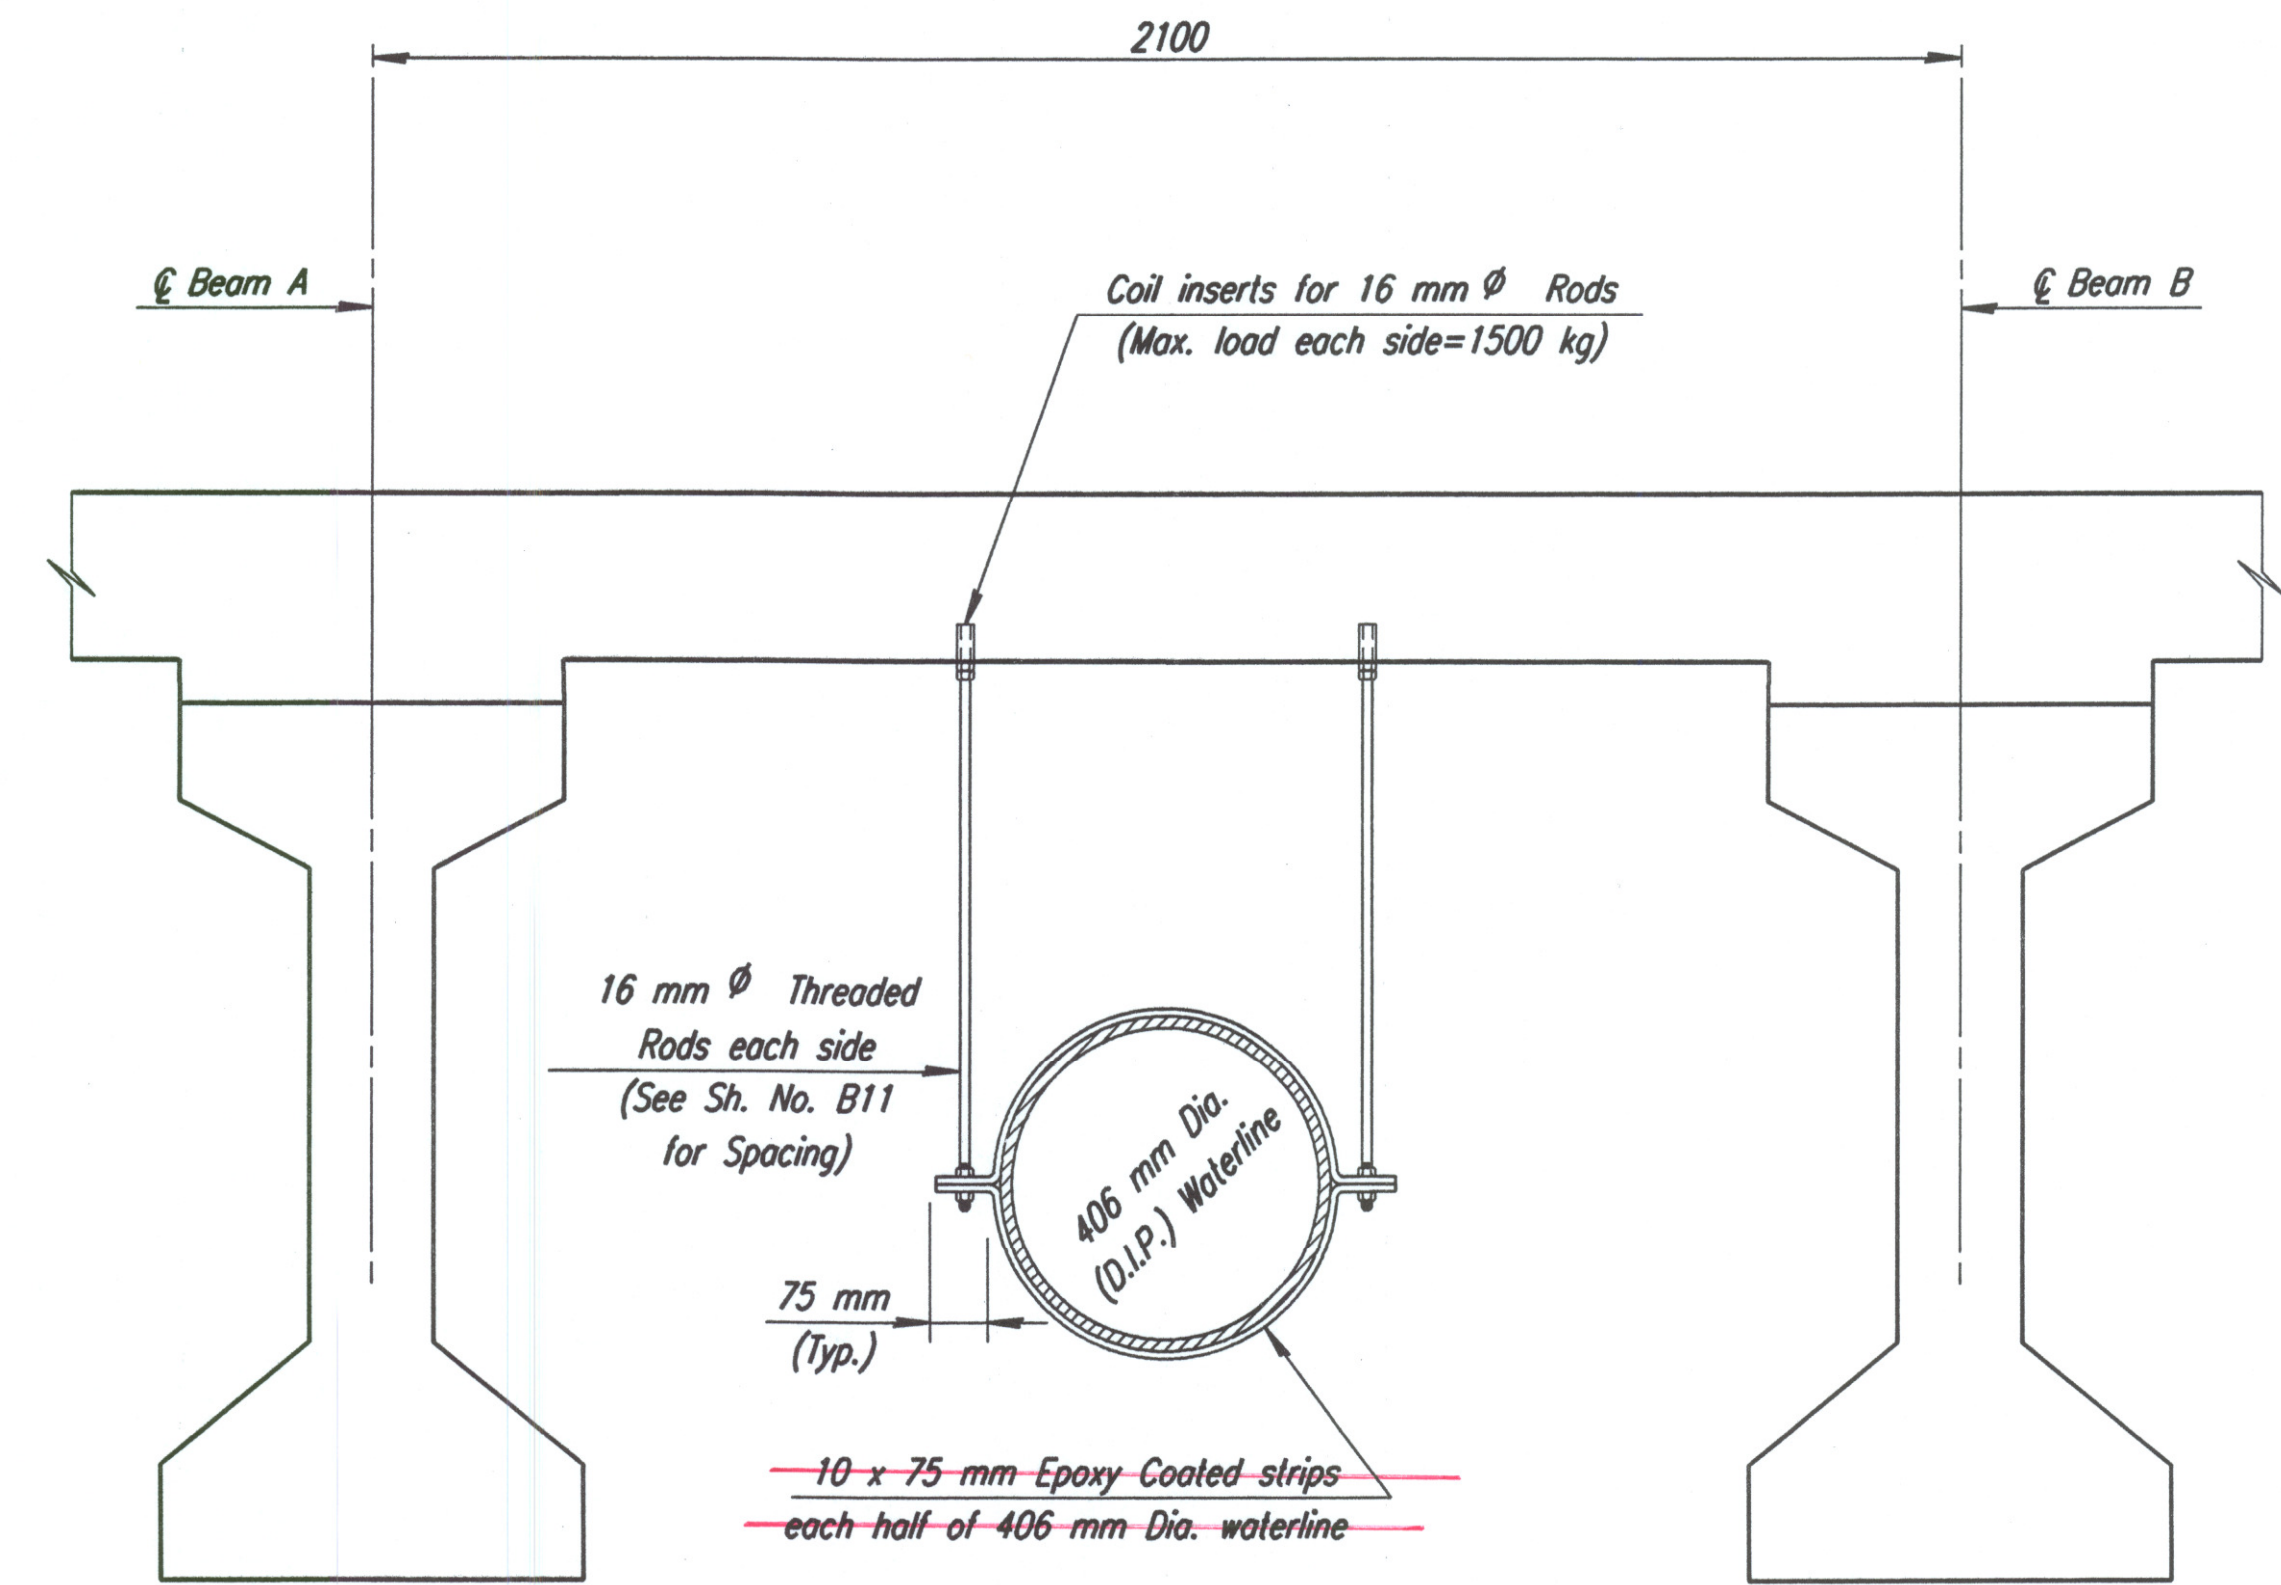 2100
℄ Beam A
Coil inserts for 16 mm ϕ Rods
(Max. load each side=1500 kg)
℄ Beam B
16 mm ϕ Threaded
Rods each side
(See Sh. No. B11
for Spacing)
406 mm Dia.
(D.I.P.) Waterline
75 mm
(Typ.)
10 x 75 mm Epoxy Coated strips
each half of 406 mm Dia. waterline